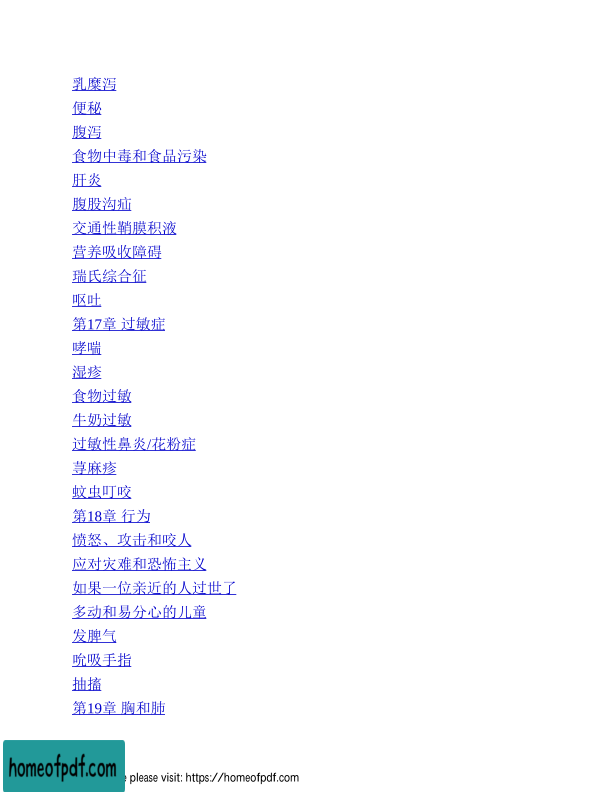 乳糜泻
便秘
腹泻
食物中毒和食品污染
肝炎
腹股沟疝
交通性鞘膜积液
营养吸收障碍
瑞氏综合征
呕吐
第17章 过敏症
哮喘
湿疹
食物过敏
牛奶过敏
过敏性鼻炎/花粉症
荨麻疹
蚊虫叮咬
第18章 行为
愤怒、攻击和咬人
应对灾难和恐怖主义
如果一位亲近的人过世了
多动和易分心的儿童
发脾气
吮吸手指
抽搐
第19章 胸和肺
homeofpdf.com
please visit: https://homeofpdf.com